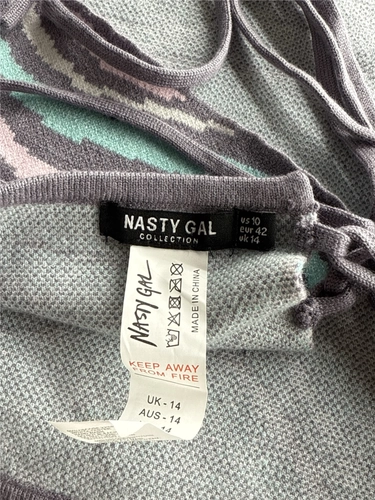 NASTY GAL
COLLECTION
US 10
eur 42
uk 14
NASTY GAL
MADE IN CHINA
KEEP AWAY
FROM FIRE
UK - 14
AUS - 14
14